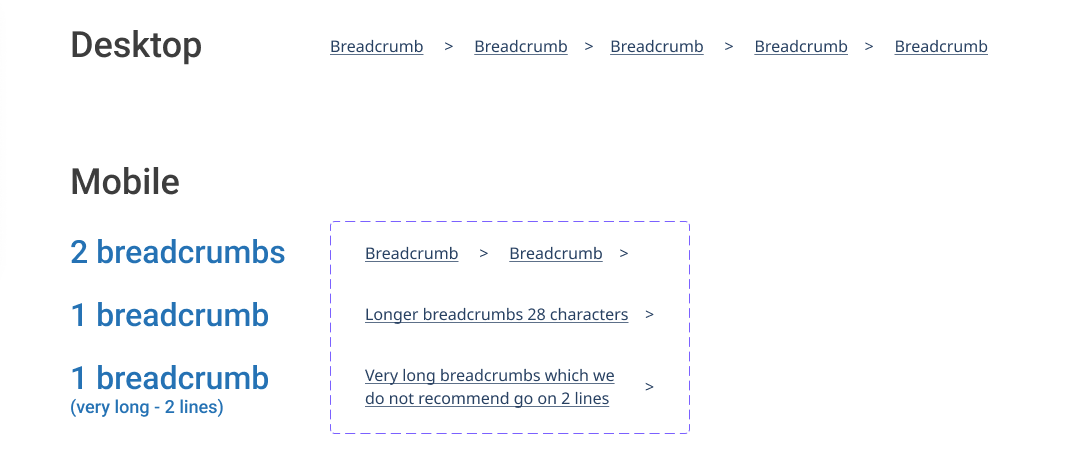 Desktop
Breadcrumb > Breadcrumb > Breadcrumb > Breadcrumb > Breadcrumb
Mobile
2 breadcrumbs
Breadcrumb > Breadcrumb >
1 breadcrumb
Longer breadcrumbs 28 characters >
1 breadcrumb
(very long - 2 lines)
Very long breadcrumbs which we
do not recommend go on 2 lines
>